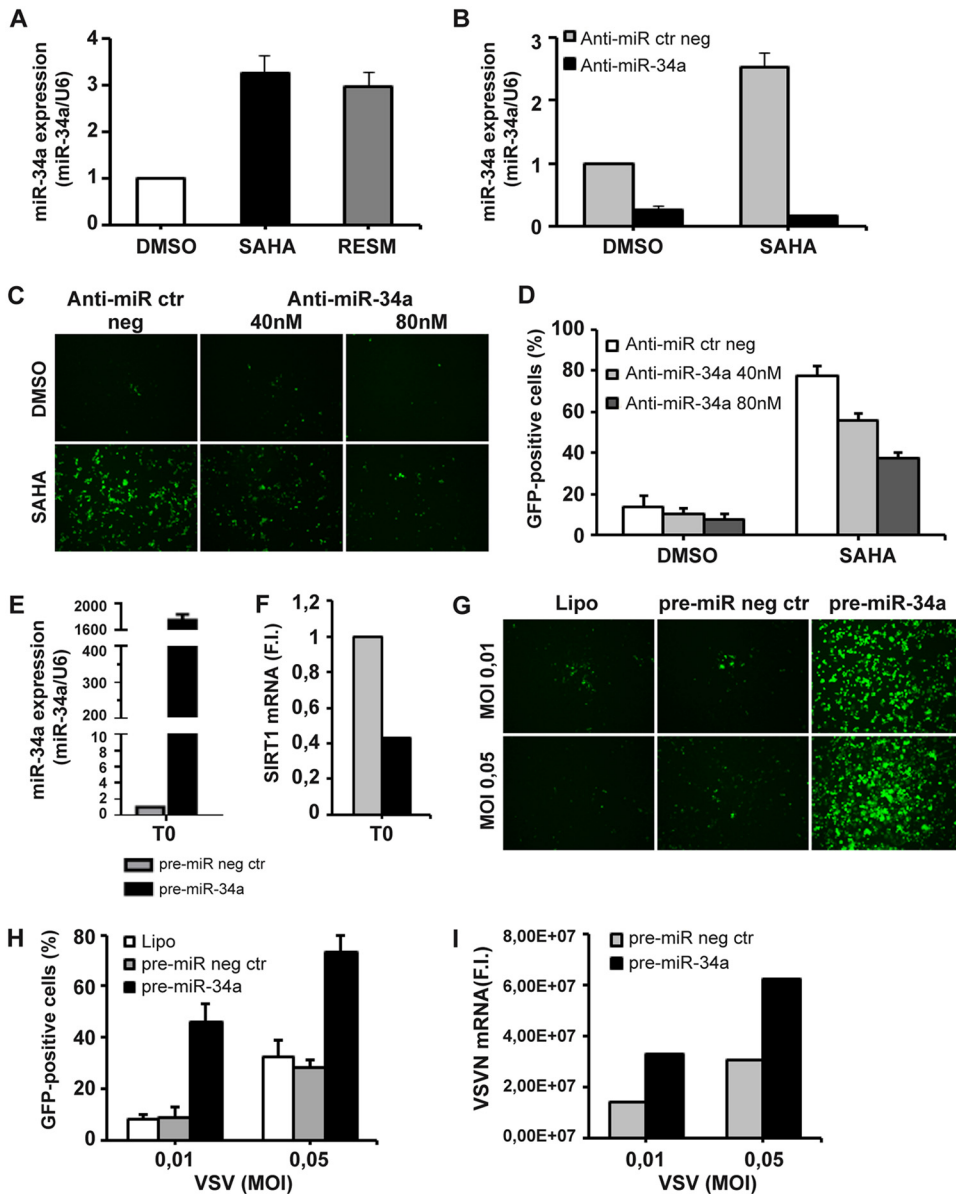 A
miR-34a expression
(miR-34a/U6)
4
3
2
1
0
DMSO SAHA RESM
B
miR-34a expression
(miR-34a/U6)
3
2
1
0
Anti-miR ctr neg
Anti-miR-34a
DMSO SAHA
C
Anti-miR ctr
neg
Anti-miR-34a
40nM 80nM
DMSO
SAHA
D
GFP-positive cells (%)
100
80
60
40
20
0
Anti-miR ctr neg
Anti-miR-34a 40nM
Anti-miR-34a 80nM
DMSO SAHA
E
miR-34a expression
(miR-34a/U6)
2000
1600
400
300
200
10
8
6
4
2
0
T0
pre-miR neg ctr
pre-miR-34a
F
SIRT1 mRNA (F.I.)
1,2
1
0,8
0,6
0,4
0,2
0
T0
G
Lipo pre-miR neg ctr pre-miR-34a
MOI 0,01
MOI 0,05
H
GFP-positive cells (%)
80
60
40
20
0
Lipo
pre-miR neg ctr
pre-miR-34a
0,01 0,05
VSV (MOI)
I
VSVN mRNA(F.I.)
8,00E+07
6,00E+07
4,00E+07
2,00E+07
0,00E+07
pre-miR neg ctr
pre-miR-34a
0,01 0,05
VSV (MOI)